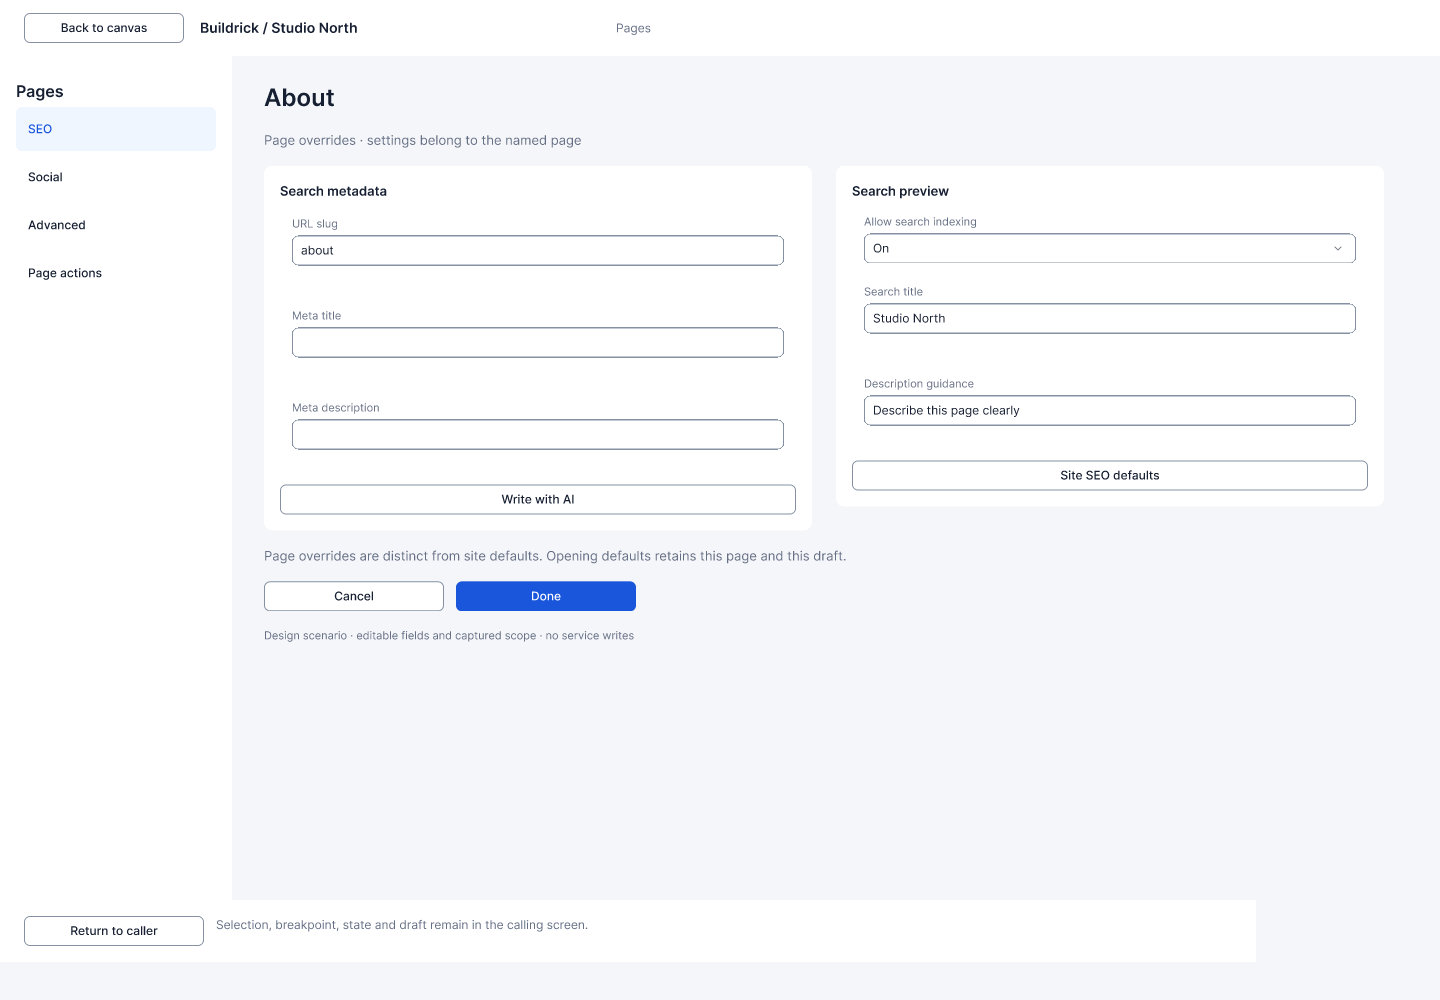 Back to canvas
Buildrick / Studio North
Pages
Pages
SEO
Social
Advanced
Page actions
About
Page overrides · settings belong to the named page
Search metadata
URL slug
about
Meta title
Meta description
Write with AI
Search preview
Allow search indexing
On
Search title
Studio North
Description guidance
Describe this page clearly
Site SEO defaults
Page overrides are distinct from site defaults. Opening defaults retains this page and this draft.
Cancel
Done
Design scenario · editable fields and captured scope · no service writes
Return to caller
Selection, breakpoint, state and draft remain in the calling screen.